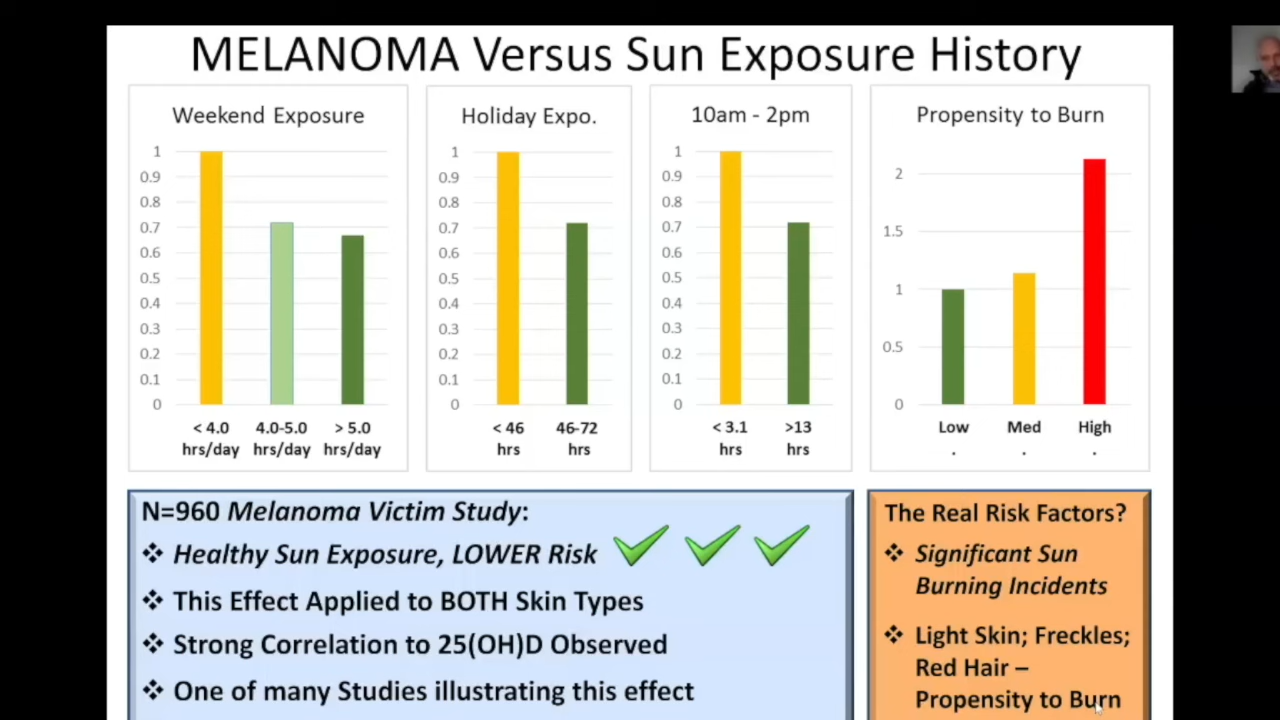 MELANOMA Versus Sun Exposure History
Weekend Exposure
1
0.9
0.8
0.7
0.6
0.5
0.4
0.3
0.2
0.1
0
< 4.0 4.0-5.0 > 5.0
hrs/day hrs/day hrs/day
Holiday Expo.
1
0.9
0.8
0.7
0.6
0.5
0.4
0.3
0.2
0.1
0
< 46 46-72
hrs hrs
10am - 2pm
1
0.9
0.8
0.7
0.6
0.5
0.4
0.3
0.2
0.1
0
< 3.1 >13
hrs hrs
Propensity to Burn
2
1.5
1
0.5
0
Low Med High
. . .
N=960 Melanoma Victim Study:
❖ Healthy Sun Exposure, LOWER Risk
❖ This Effect Applied to BOTH Skin Types
❖ Strong Correlation to 25(OH)D Observed
❖ One of many Studies illustrating this effect
The Real Risk Factors?
❖ Significant Sun
Burning Incidents
❖ Light Skin; Freckles;
Red Hair –
Propensity to Burn